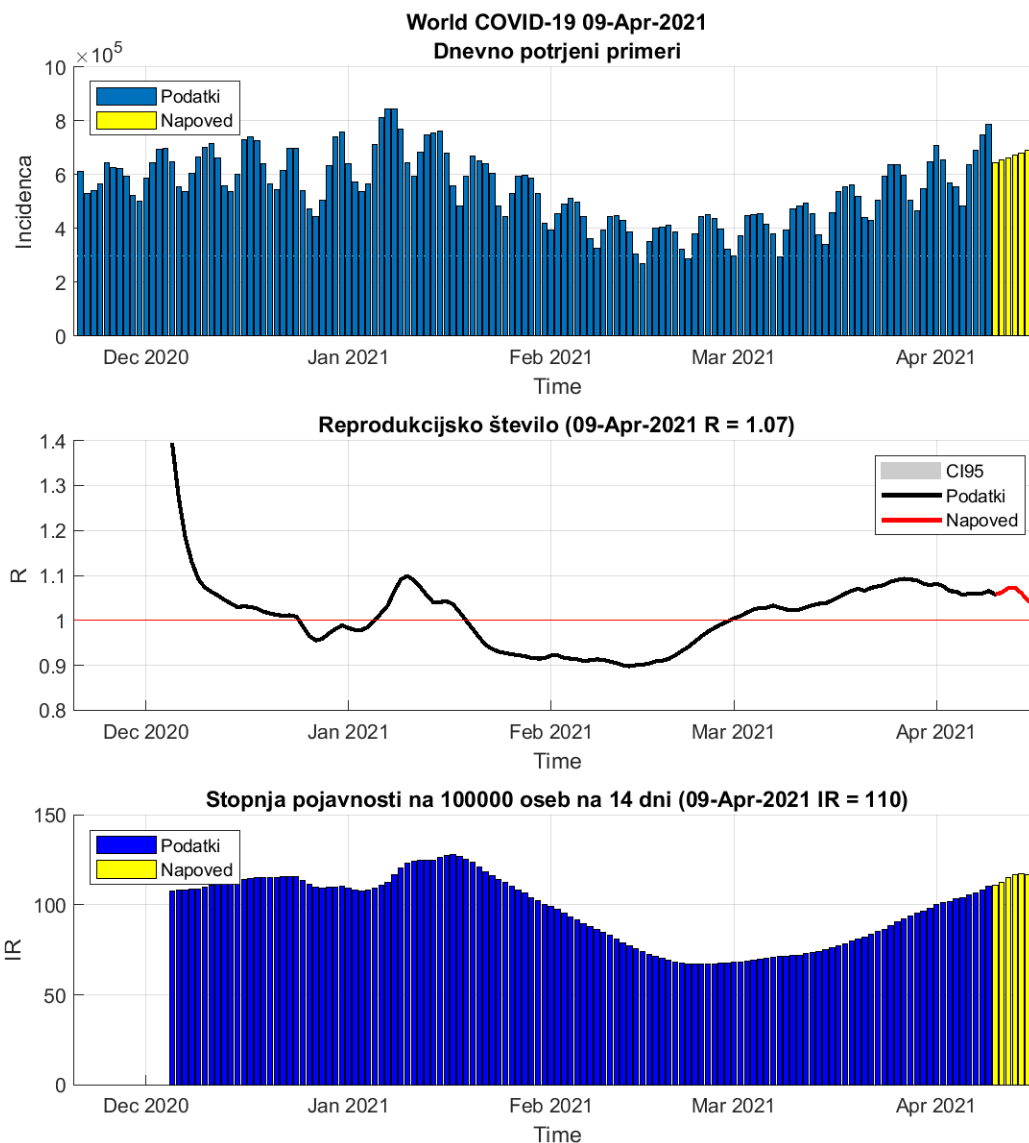 World COVID-19 09-Apr-2021
Dnevno potrjeni primeri
×10^5
10
8
6
4
2
0
Incidenca
Podatki
Napoved
Dec 2020 Jan 2021 Feb 2021 Mar 2021 Apr 2021
Time
Reprodukcijsko število (09-Apr-2021 R = 1.07)
1.4
1.3
1.2
1.1
1
0.9
0.8
R
CI95
Podatki
Napoved
Dec 2020 Jan 2021 Feb 2021 Mar 2021 Apr 2021
Time
Stopnja pojavnosti na 100000 oseb na 14 dni (09-Apr-2021 IR = 110)
150
100
50
0
IR
Podatki
Napoved
Dec 2020 Jan 2021 Feb 2021 Mar 2021 Apr 2021
Time